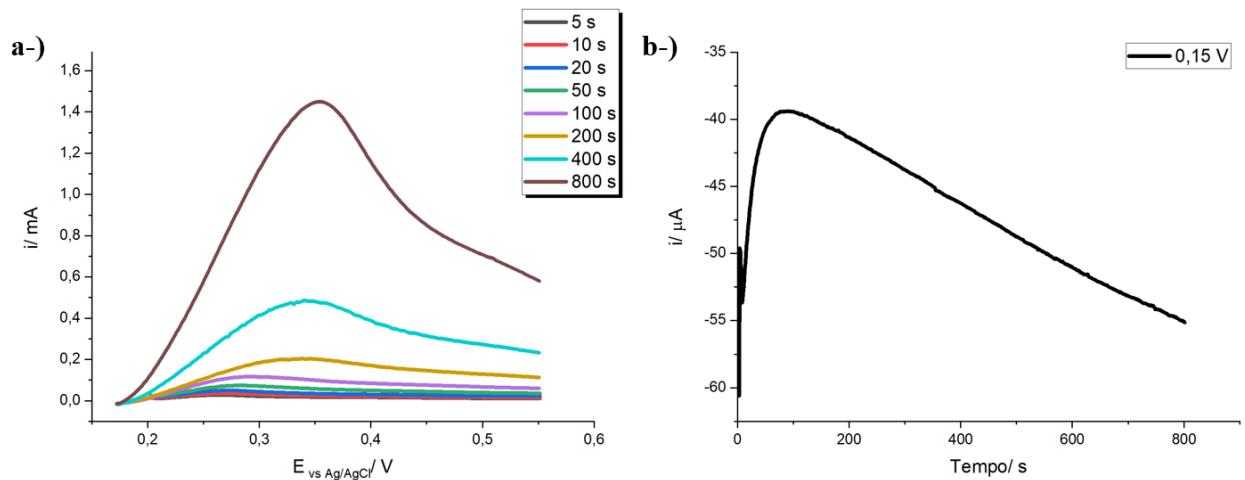 a-)
5 s
10 s
20 s
50 s
100 s
200 s
400 s
800 s
1,6
1,4
1,2
1,0
0,8
0,6
0,4
0,2
0,0
i/ mA
0,2 0,3 0,4 0,5 0,6
E vs Ag/AgCl/ V
b-)
0,15 V
-35
-40
-45
-50
-55
-60
i/ µA
0 200 400 600 800
Tempo/ s